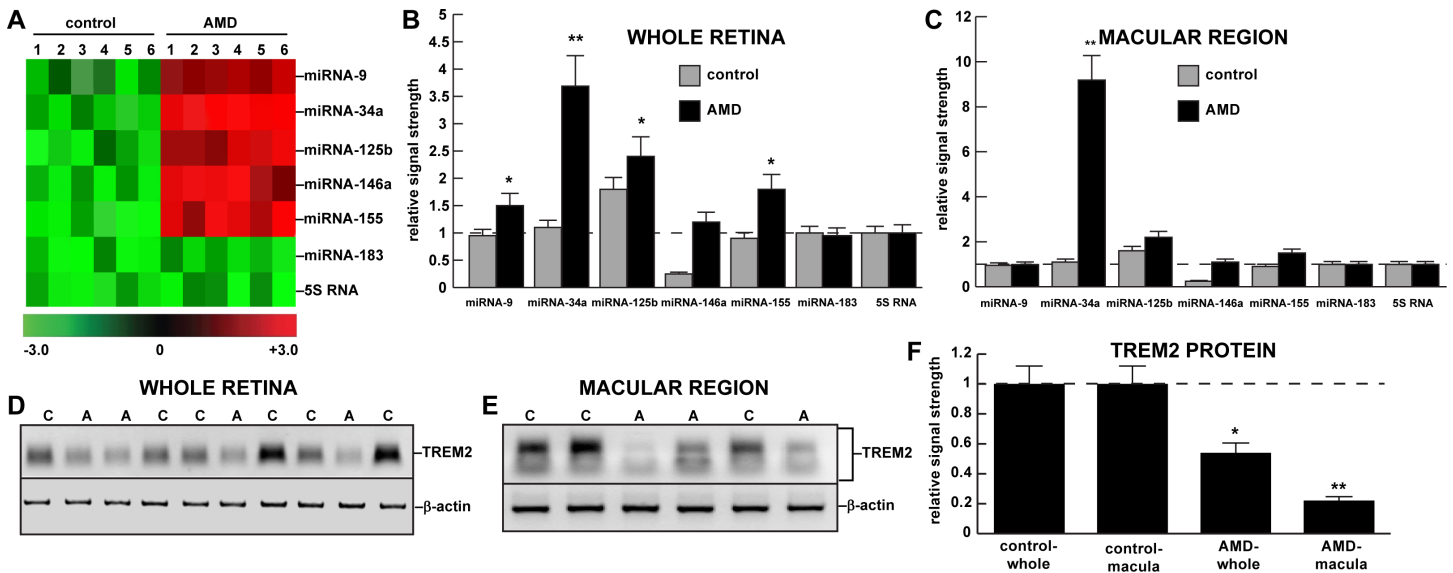 A
control AMD
1 2 3 4 5 6 1 2 3 4 5 6
miRNA-9
miRNA-34a
miRNA-125b
miRNA-146a
miRNA-155
miRNA-183
5S RNA
-3.0 0 +3.0
B
WHOLE RETINA
control
AMD
relative signal strength
5
4.5
4
3.5
3
2.5
2
1.5
1
0.5
0
* ** * *
miRNA-9 miRNA-34a miRNA-125b miRNA-146a miRNA-155 miRNA-183 5S RNA
C
MACULAR REGION
control
AMD
relative signal strength
12
10
8
6
4
2
0
**
miRNA-9 miRNA-34a miRNA-125b miRNA-146a miRNA-155 miRNA-183 5S RNA
D
WHOLE RETINA
C A A C C A C C A C
TREM2
β-actin
E
MACULAR REGION
C C A A C A
TREM2
β-actin
F
TREM2 PROTEIN
relative signal strength
1.2
1
0.8
0.6
0.4
0.2
0
* **
control- control- AMD- AMD-
whole macula whole macula